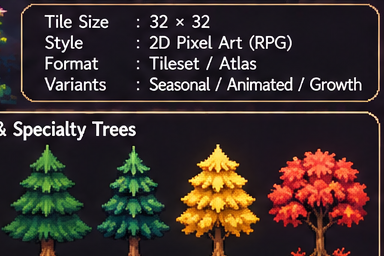 Tile Size : 32 × 32
Style : 2D Pixel Art (RPG)
Format : Tileset / Atlas
Variants : Seasonal / Animated / Growth
& Specialty Trees